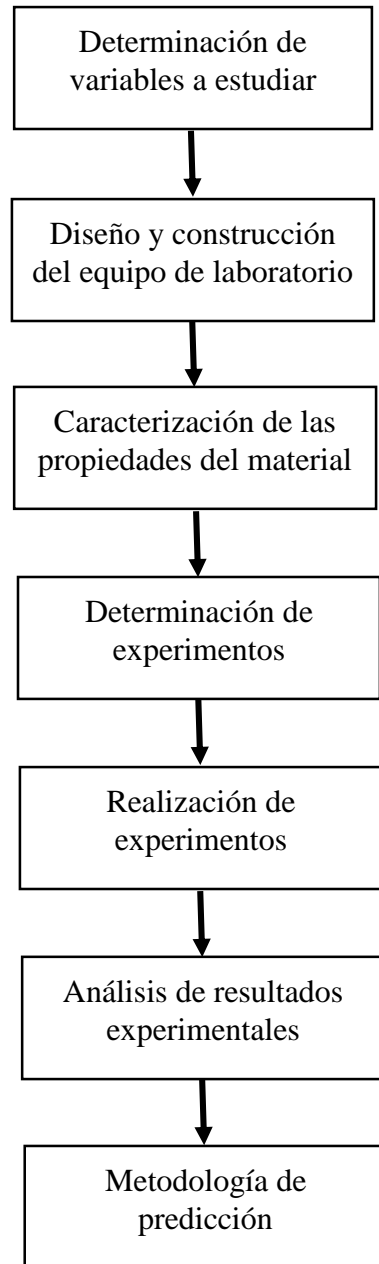 Determinación de
variables a estudiar
Diseño y construcción
del equipo de laboratorio
Caracterización de las
propiedades del material
Determinación de
experimentos
Realización de
experimentos
Análisis de resultados
experimentales
Metodología de
predicción